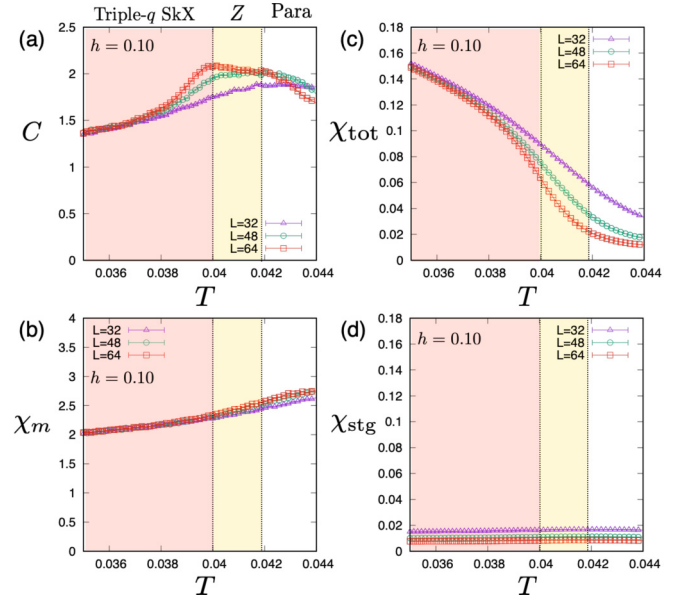 Triple-q SkX Z Para
(a)
h = 0.10
2.5
2
1.5
1
0.5
0
C
L=32
L=48
L=64
0.036 0.038 0.04 0.042 0.044
T
(c)
h = 0.10
0.18
0.16
0.14
0.12
0.1
0.08
0.06
0.04
0.02
0
χtot
L=32
L=48
L=64
0.036 0.038 0.04 0.042 0.044
T
(b)
L=32
L=48
L=64
h = 0.10
4
3.5
3
2.5
2
1.5
1
0.5
0
χm
0.036 0.038 0.04 0.042 0.044
T
(d)
h = 0.10
L=32
L=48
L=64
0.18
0.16
0.14
0.12
0.1
0.08
0.06
0.04
0.02
0
χstg
0.036 0.038 0.04 0.042 0.044
T